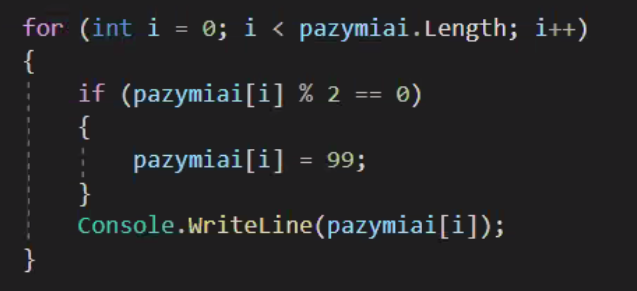 for (int i = 0; i < pazymiai.Length; i++)
{
    if (pazymiai[i] % 2 == 0)
    {
        pazymiai[i] = 99;
    }
    Console.WriteLine(pazymiai[i]);
}